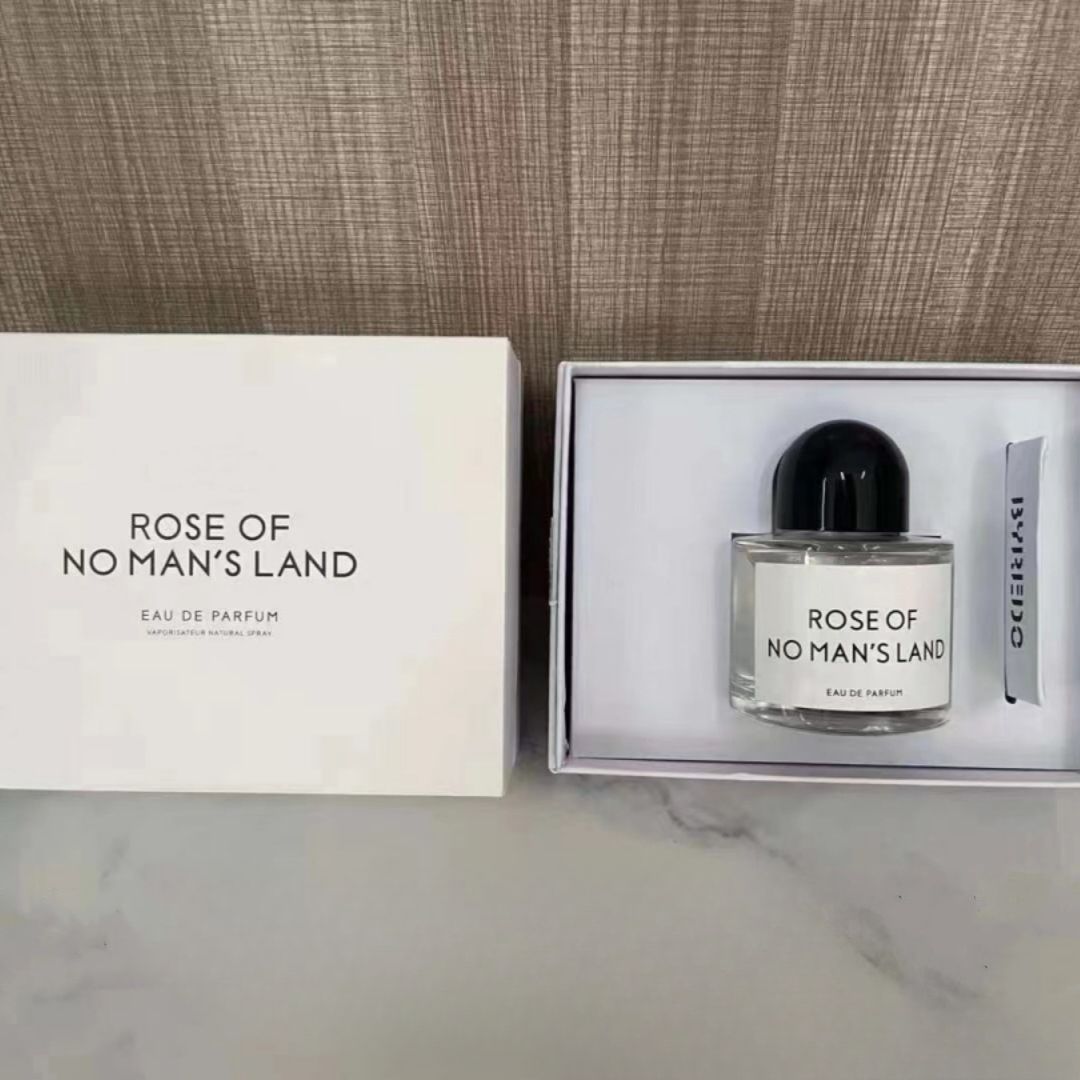 ROSE OF
NO MAN'S LAND
EAU DE PARFUM
VAPORISATEUR NATURAL SPRAY
ROSE OF
NO MAN'S LAND
EAU DE PARFUM
BYREDO